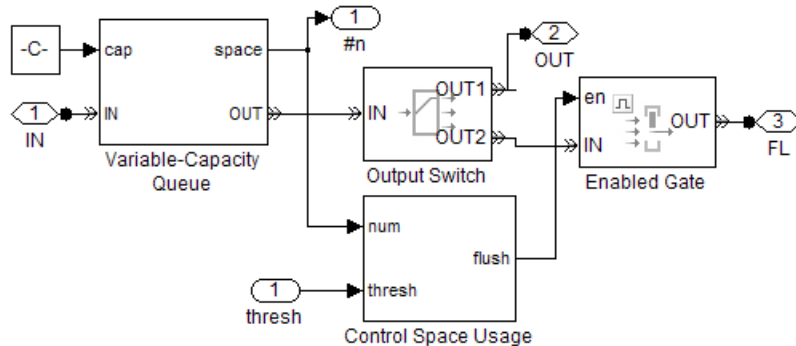 -C-
cap
space
1
#n
2
OUT
1
IN
IN
OUT
Variable-Capacity
Queue
IN
OUT1
OUT2
Output Switch
en
IN
OUT
Enabled Gate
3
FL
num
thresh
flush
Control Space Usage
1
thresh